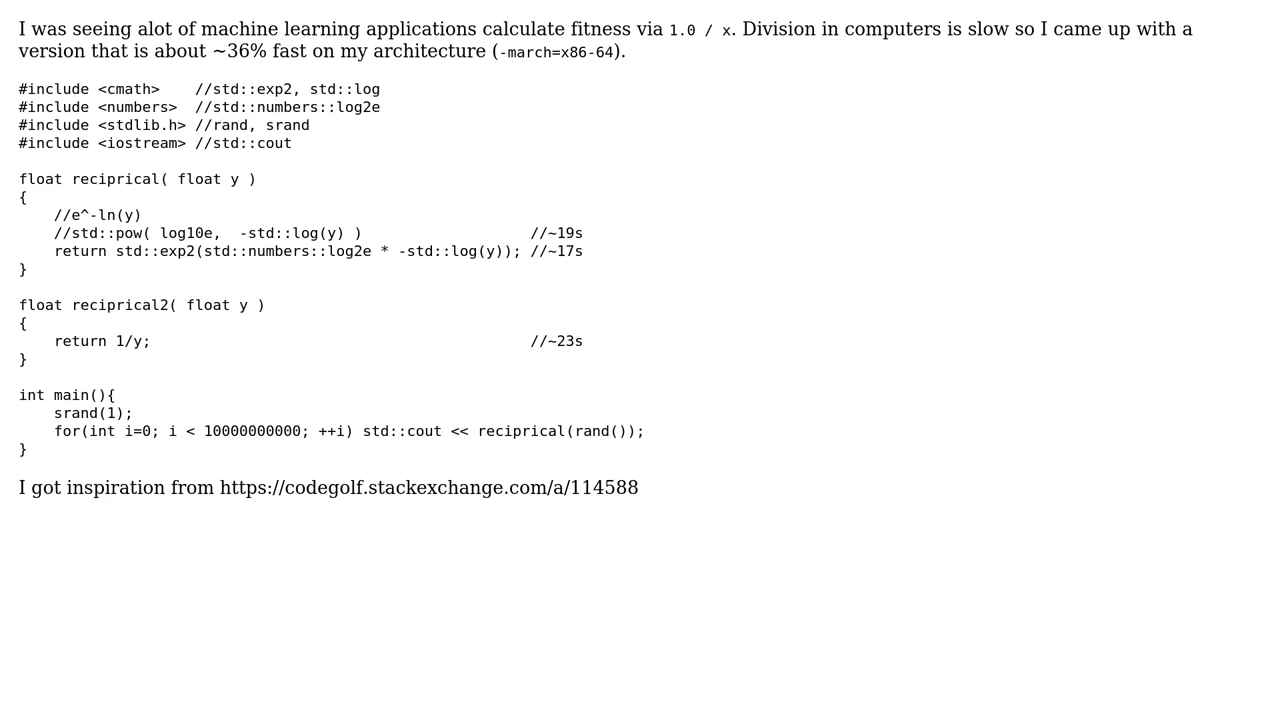 I was seeing alot of machine learning applications calculate fitness via 1.0 / x. Division in computers is slow so I came up with a
version that is about ~36% fast on my architecture (-march=x86-64).
#include <cmath>    //std::exp2, std::log
#include <numbers>  //std::numbers::log2e
#include <stdlib.h> //rand, srand
#include <iostream> //std::cout
float reciprical( float y )
{
    //e^-ln(y)
    //std::pow( log10e,  -std::log(y) )                   //~19s
    return std::exp2(std::numbers::log2e * -std::log(y)); //~17s
}
float reciprical2( float y )
{
    return 1/y;                                           //~23s
}
int main(){
    srand(1);
    for(int i=0; i < 10000000000; ++i) std::cout << reciprical(rand());
}
I got inspiration from https://codegolf.stackexchange.com/a/114588